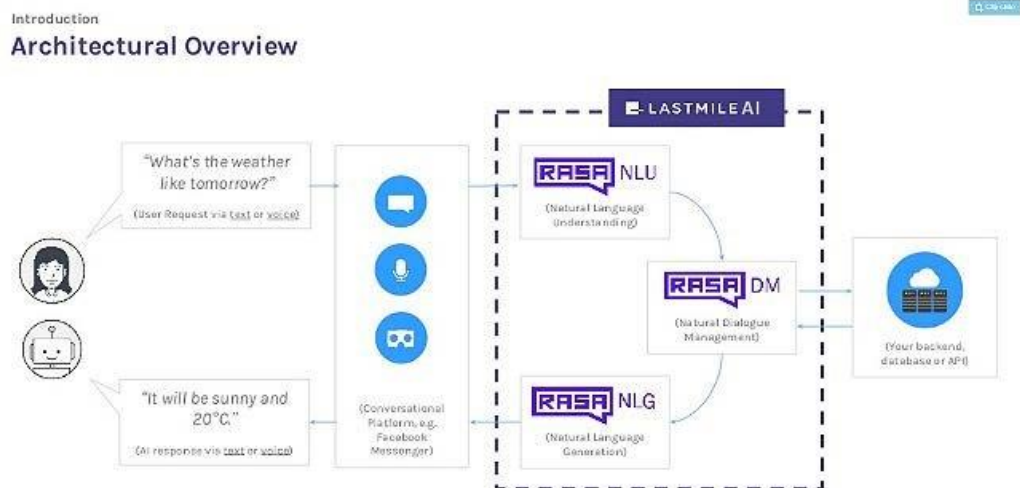 Introduction
Architectural Overview
LASTMILE AI
"What's the weather
like tomorrow?"
(User Request via text or voice)
RASA NLU
(Natural Language
Understanding)
RASA DM
(Natural Dialogue
Management)
(Your backend,
database or API)
"It will be sunny and
20°C."
(AI response via text or voice)
(Conversational
Platform, e.g.
Facebook
Messenger)
RASA NLG
(Natural Language
Generation)